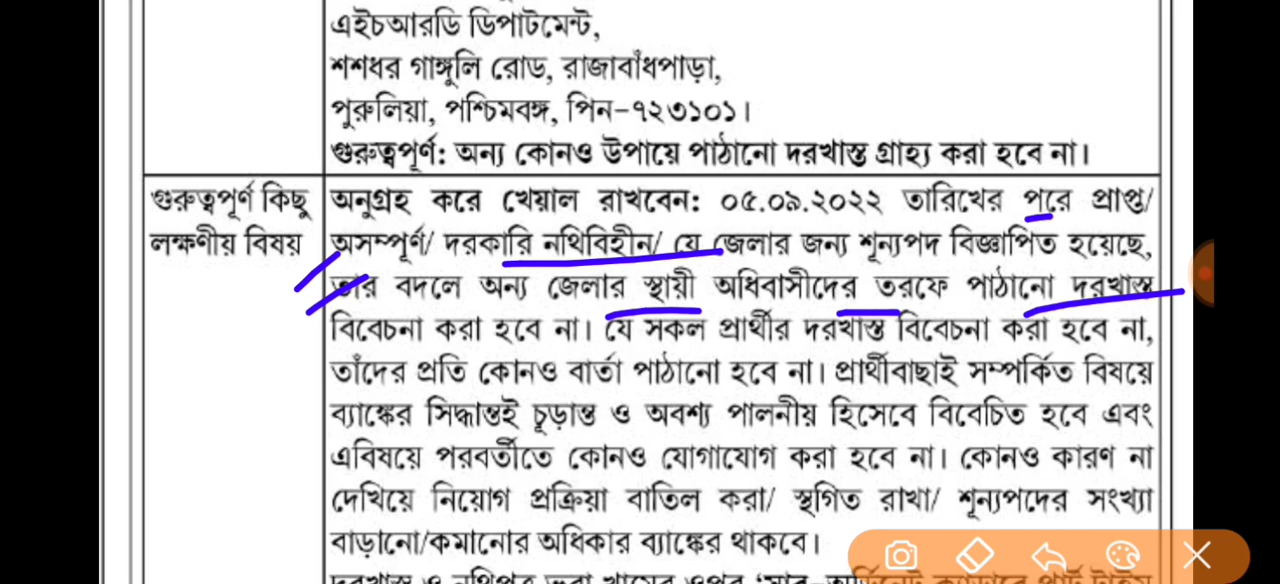 এইচআরডি ডিপার্টমেন্ট,
শশধর গাঙ্গুলি রোড, রাজাবাঁধপাড়া,
পুরুলিয়া, পশ্চিমবঙ্গ, পিন–৭২৩১০১।
গুরুত্বপূর্ণ: অন্য কোনও উপায়ে পাঠানো দরখাস্ত গ্রাহ্য করা হবে না।
গুরুত্বপূর্ণ কিছু
লক্ষণীয় বিষয়
অনুগ্রহ করে খেয়াল রাখবেন: ০৫.০৯.২০২২ তারিখের পরে প্রাপ্ত/
অসম্পূর্ণ/ দরকারি নথিবিহীন/ যে জেলার জন্য শূন্যপদ বিজ্ঞাপিত হয়েছে,
তার বদলে অন্য জেলার স্থায়ী অধিবাসীদের তরফে পাঠানো দরখাস্ত
বিবেচনা করা হবে না। যে সকল প্রার্থীর দরখাস্ত বিবেচনা করা হবে না,
তাঁদের প্রতি কোনও বার্তা পাঠানো হবে না। প্রার্থীবাছাই সম্পর্কিত বিষয়ে
ব্যাঙ্কের সিদ্ধান্তই চূড়ান্ত ও অবশ্য পালনীয় হিসেবে বিবেচিত হবে এবং
এবিষয়ে পরবর্তীতে কোনও যোগাযোগ করা হবে না। কোনও কারণ না
দেখিয়ে নিয়োগ প্রক্রিয়া বাতিল করা/ স্থগিত রাখা/ শূন্যপদের সংখ্যা
বাড়ানো/কমানোর অধিকার ব্যাঙ্কের থাকবে।